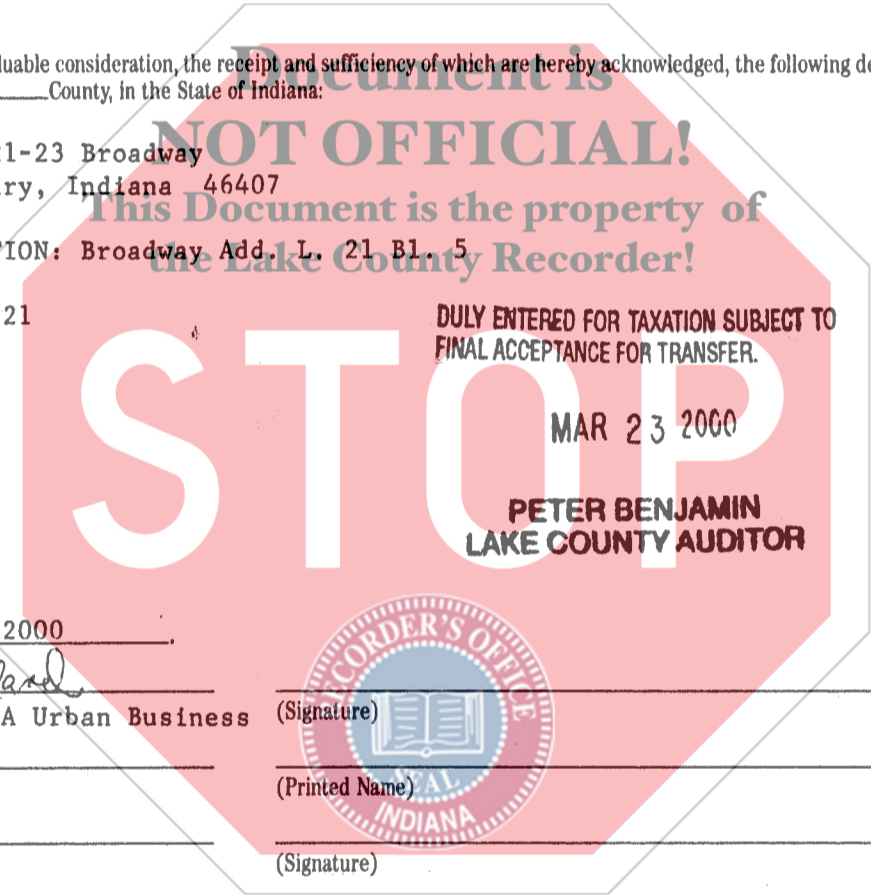 luable consideration, the receipt and sufficiency of which are hereby acknowledged, the following de
County, in the State of Indiana:
Document is
NOT OFFICIAL!
This Document is the property of
the Lake County Recorder!
1-23 Broadway
ry, Indiana 46407
ION: Broadway Add. L. 21 Bl. 5
21
DULY ENTERED FOR TAXATION SUBJECT TO
FINAL ACCEPTANCE FOR TRANSFER.
MAR 23 2000
STOP
PETER BENJAMIN
LAKE COUNTY AUDITOR
2000
A Urban Business
(Signature)
(Printed Name)
(Signature)
RECORDER'S OFFICE
SEAL
INDIANA